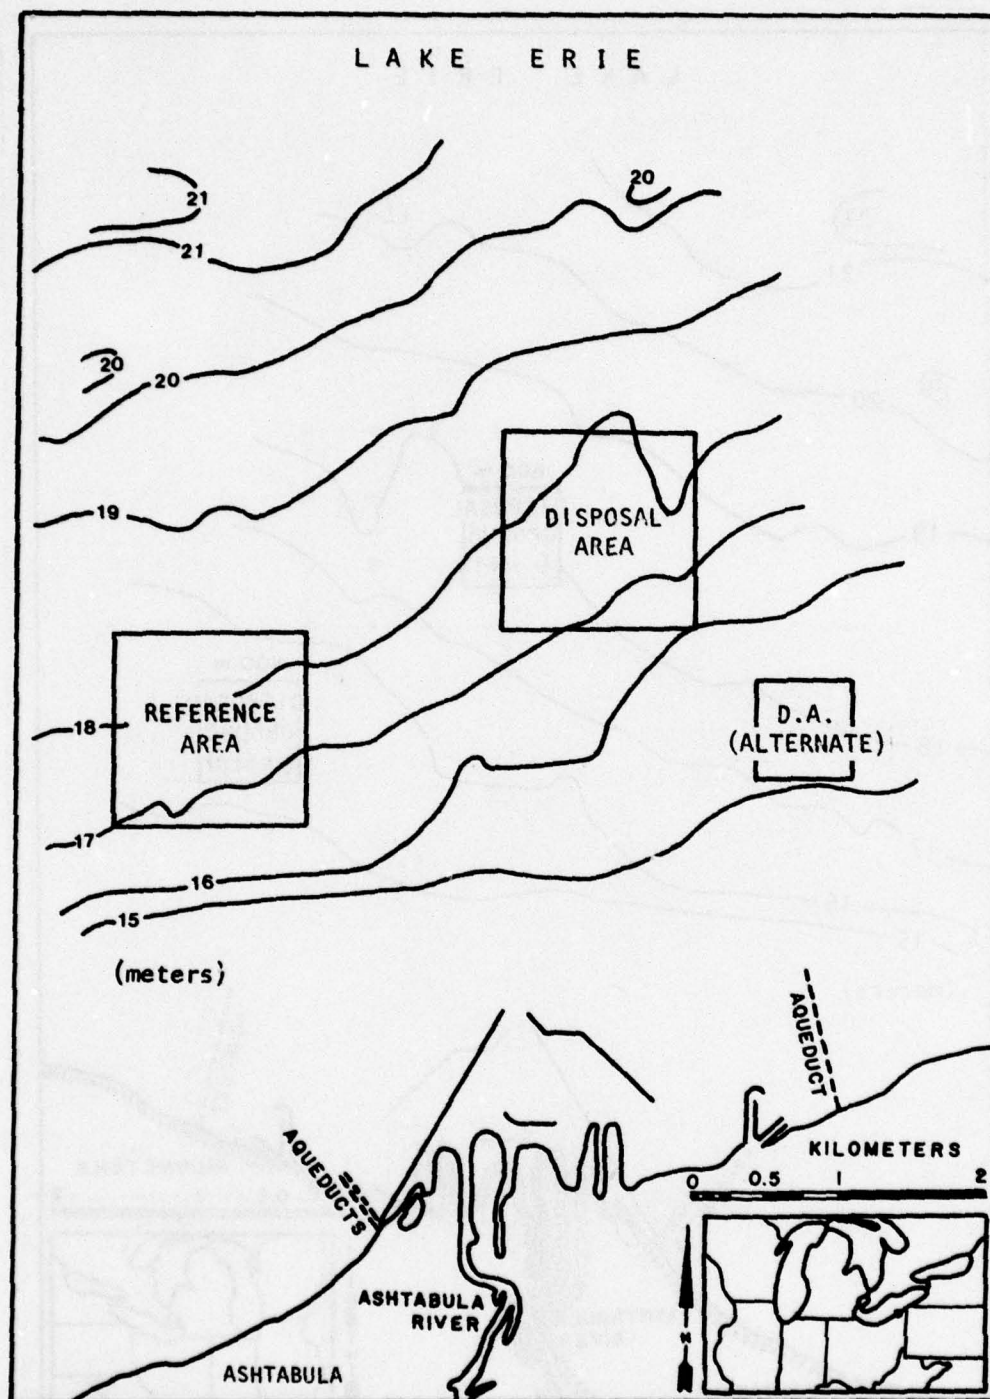 LAKE ERIE
20
21
21
20
20
19
DISPOSAL
AREA
REFERENCE
AREA
18
D.A.
(ALTERNATE)
17
16
15
(meters)
AQUEDUCT
AQUEDUCTS
KILOMETERS
0 0.5 1 2
ASHTABULA
RIVER
N
ASHTABULA